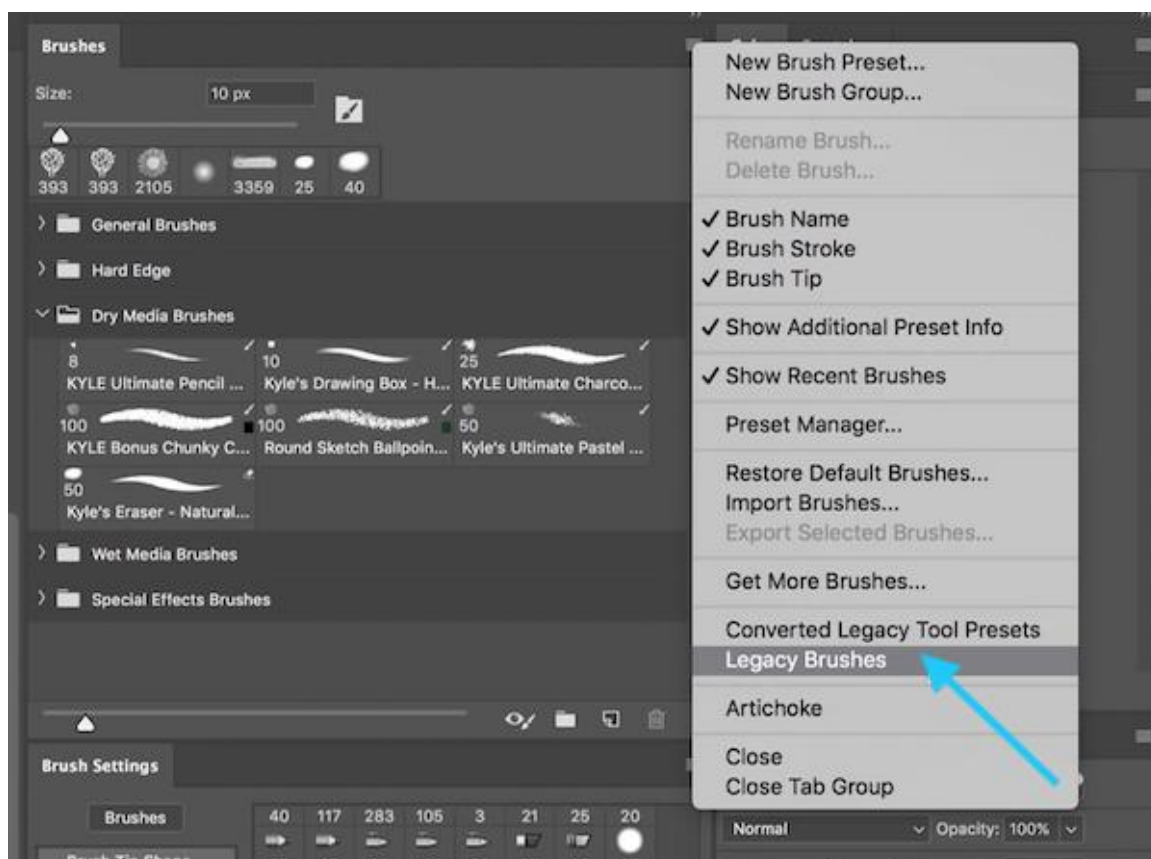 Brushes
Size: 10 px
393 393 2105 3359 25 40
General Brushes
Hard Edge
Dry Media Brushes
8 10 25
KYLE Ultimate Pencil ... Kyle's Drawing Box - H... KYLE Ultimate Charco...
100 100 50
KYLE Bonus Chunky C... Round Sketch Ballpoin... Kyle's Ultimate Pastel ...
50
Kyle's Eraser - Natural...
Wet Media Brushes
Special Effects Brushes
Brush Settings
Brushes 40 117 283 105 3 21 25 20
New Brush Preset...
New Brush Group...
Rename Brush...
Delete Brush...
Brush Name
Brush Stroke
Brush Tip
Show Additional Preset Info
Show Recent Brushes
Preset Manager...
Restore Default Brushes...
Import Brushes...
Export Selected Brushes...
Get More Brushes...
Converted Legacy Tool Presets
Legacy Brushes
Artichoke
Close
Close Tab Group
Normal Opacity: 100%